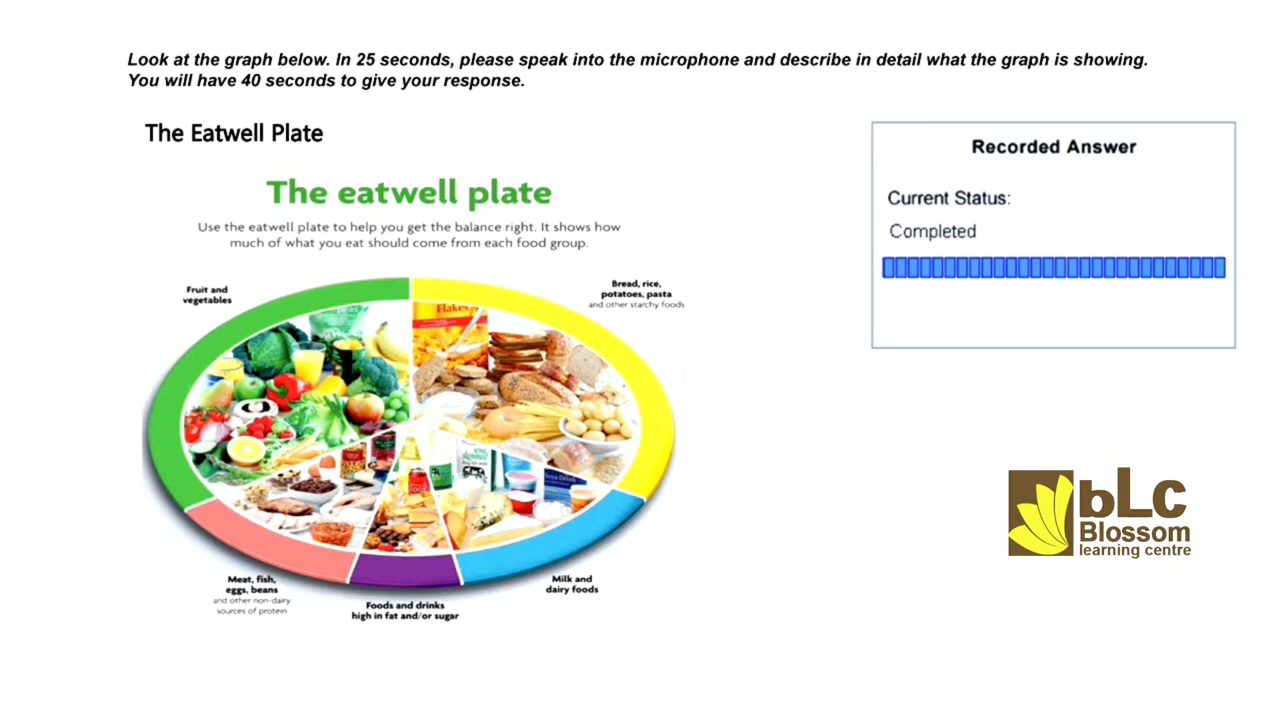 Look at the graph below. In 25 seconds, please speak into the microphone and describe in detail what the graph is showing.
You will have 40 seconds to give your response.
The Eatwell Plate
The eatwell plate
Use the eatwell plate to help you get the balance right. It shows how
much of what you eat should come from each food group.
Fruit and
vegetables
Bread, rice,
potatoes, pasta
and other starchy foods
Flakes
Soya Drink
Meat, fish,
eggs, beans
and other non-dairy
sources of protein
Foods and drinks
high in fat and/or sugar
Milk and
dairy foods
Recorded Answer
Current Status:
Completed
bLC
Blossom
learning centre